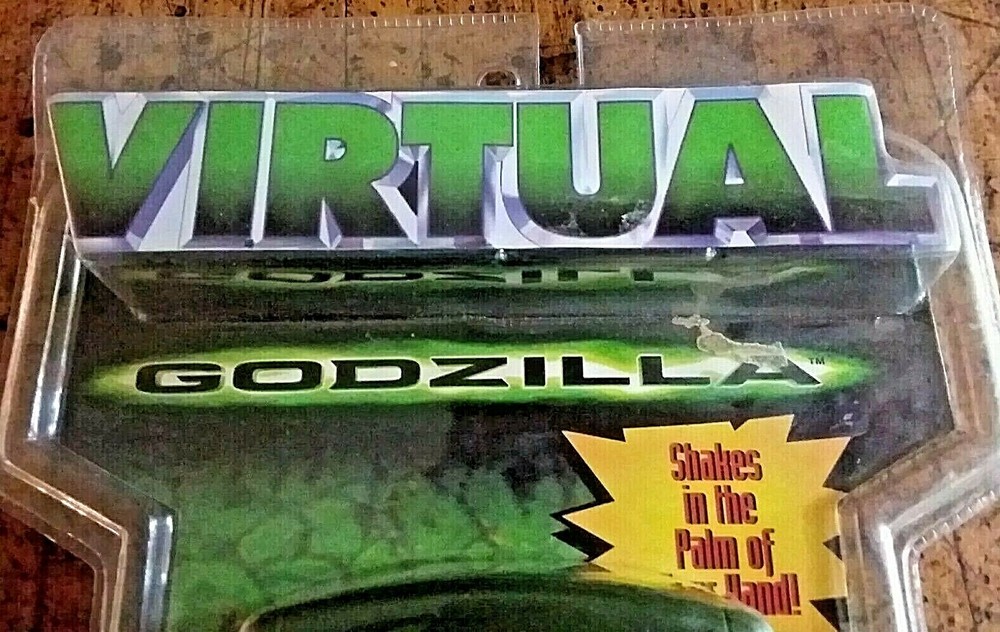 VIRTUAL
GODZILLA™
Shakes
in the
Palm of
Hand!